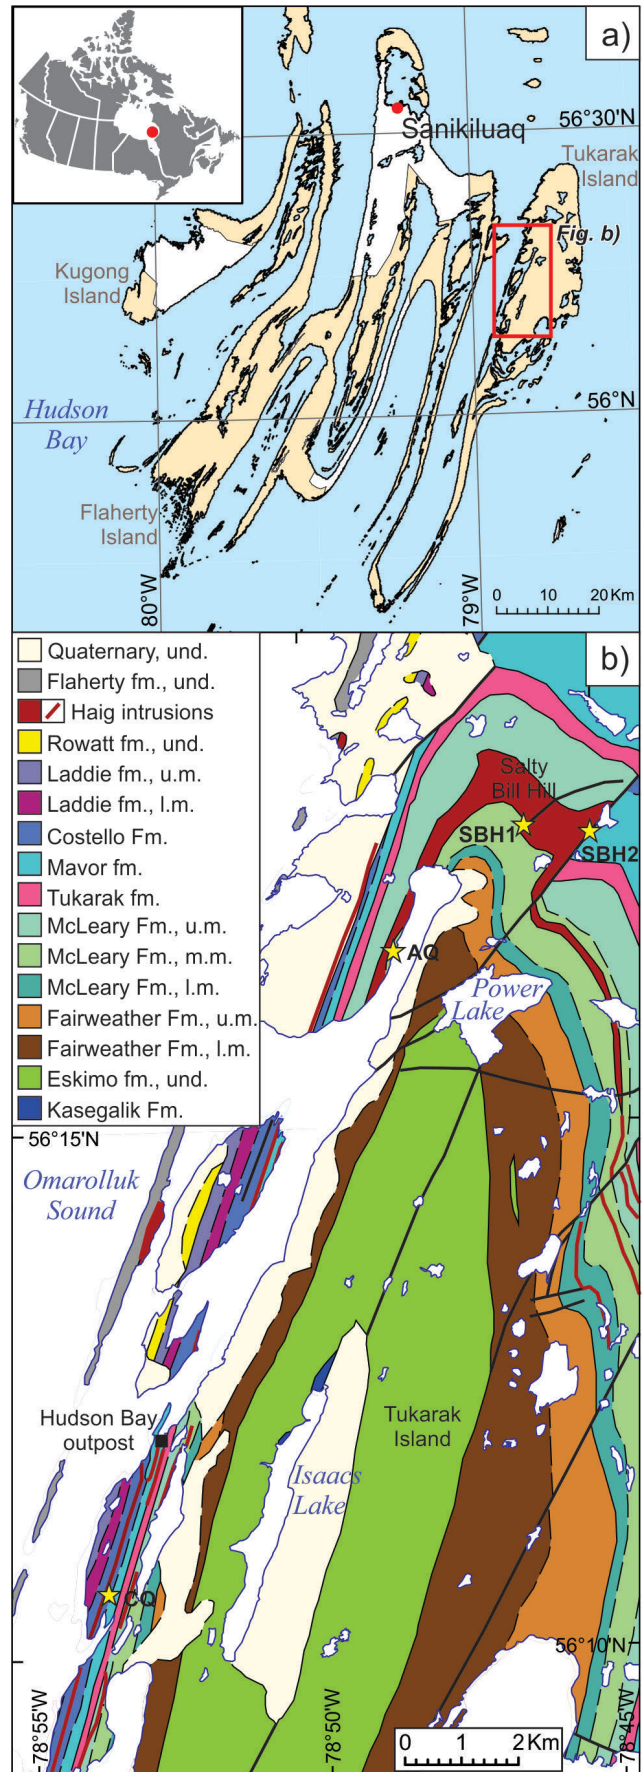 a)
56°30'N
Sanikiluaq
Tukarak
Island
Fig. b)
Kugong
Island
Hudson
Bay
56°N
Flaherty
Island
80°W
79°W
0 10 20 Km
b)
Quaternary, und.
Flaherty fm., und.
Haig intrusions
Rowatt fm., und.
Laddie fm., u.m.
Laddie fm., l.m.
Costello Fm.
Mavor fm.
Tukarak fm.
McLeary Fm., u.m.
McLeary Fm., m.m.
McLeary Fm., l.m.
Fairweather Fm., u.m.
Fairweather Fm., l.m.
Eskimo fm., und.
Kasegalik Fm.
Salty
Bill Hill
SBH1
SBH2
AQ
Power
Lake
56°15'N
Omarolluk
Sound
Hudson Bay
outpost
Tukarak
Island
Isaacs
Lake
CQ
56°10'N
78°55'W
78°50'W
78°45'W
0 1 2 Km